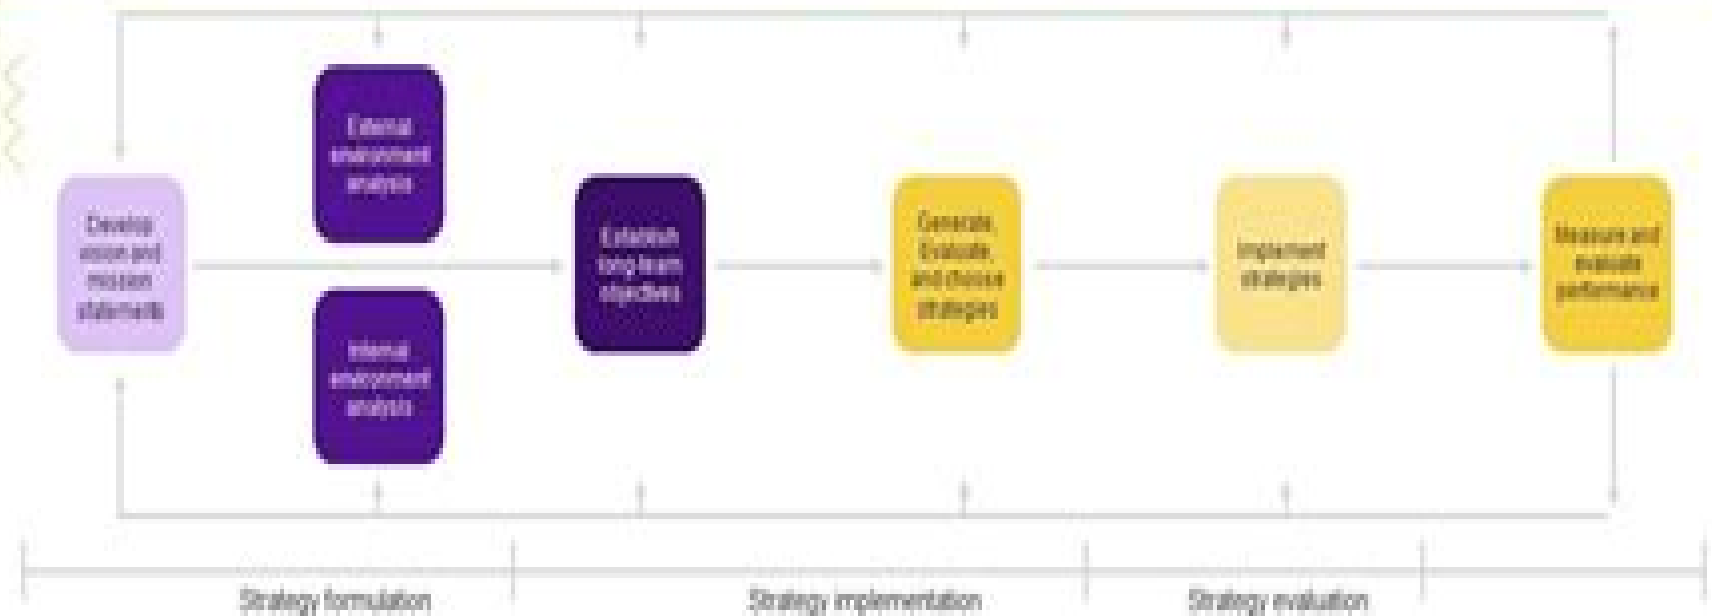 Develop
vision and
mission
statements
External
environment
analysis
Internal
environment
analysis
Establish
long-team
objectives
Generate,
Evaluate,
and choose
strategies
Implement
strategies
Measure and
evaluate
performance
Strategy formulation
Strategy implementation
Strategy evaluation